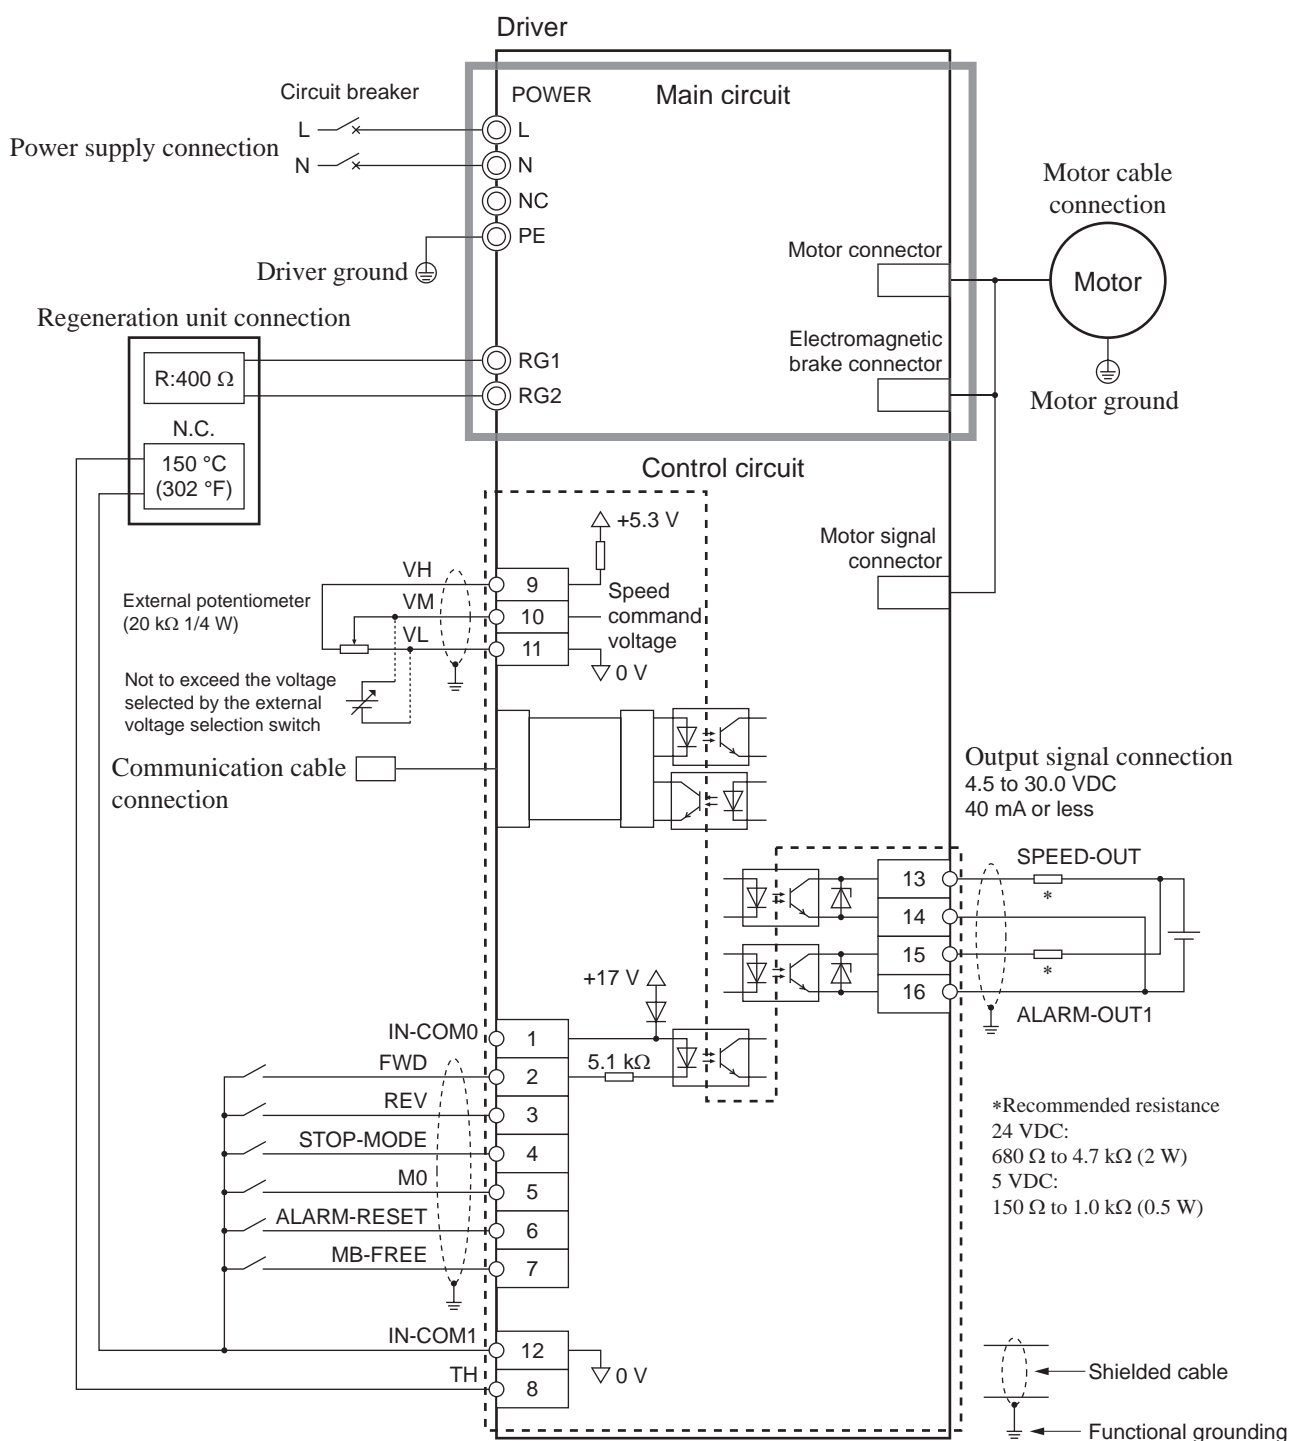 Driver
Circuit breaker
POWER
Main circuit
L
L
Power supply connection
N
N
NC
PE
Driver ground
Motor cable
connection
Motor connector
Motor
Regeneration unit connection
Electromagnetic
brake connector
R:400 Ω
RG1
RG2
Motor ground
N.C.
150 °C
(302 °F)
Control circuit
+5.3 V
Motor signal
connector
VH
9
Speed
command
voltage
External potentiometer
(20 kΩ 1/4 W)
VM
10
VL
11
0 V
Not to exceed the voltage
selected by the external
voltage selection switch
Communication cable
connection
Output signal connection
4.5 to 30.0 VDC
40 mA or less
SPEED-OUT
13
*
14
15
*
16
ALARM-OUT1
+17 V
IN-COM0
1
FWD
2
5.1 kΩ
REV
3
STOP-MODE
4
M0
5
ALARM-RESET
6
MB-FREE
7
*Recommended resistance
24 VDC:
680 Ω to 4.7 kΩ (2 W)
5 VDC:
150 Ω to 1.0 kΩ (0.5 W)
IN-COM1
12
0 V
TH
8
Shielded cable
Functional grounding